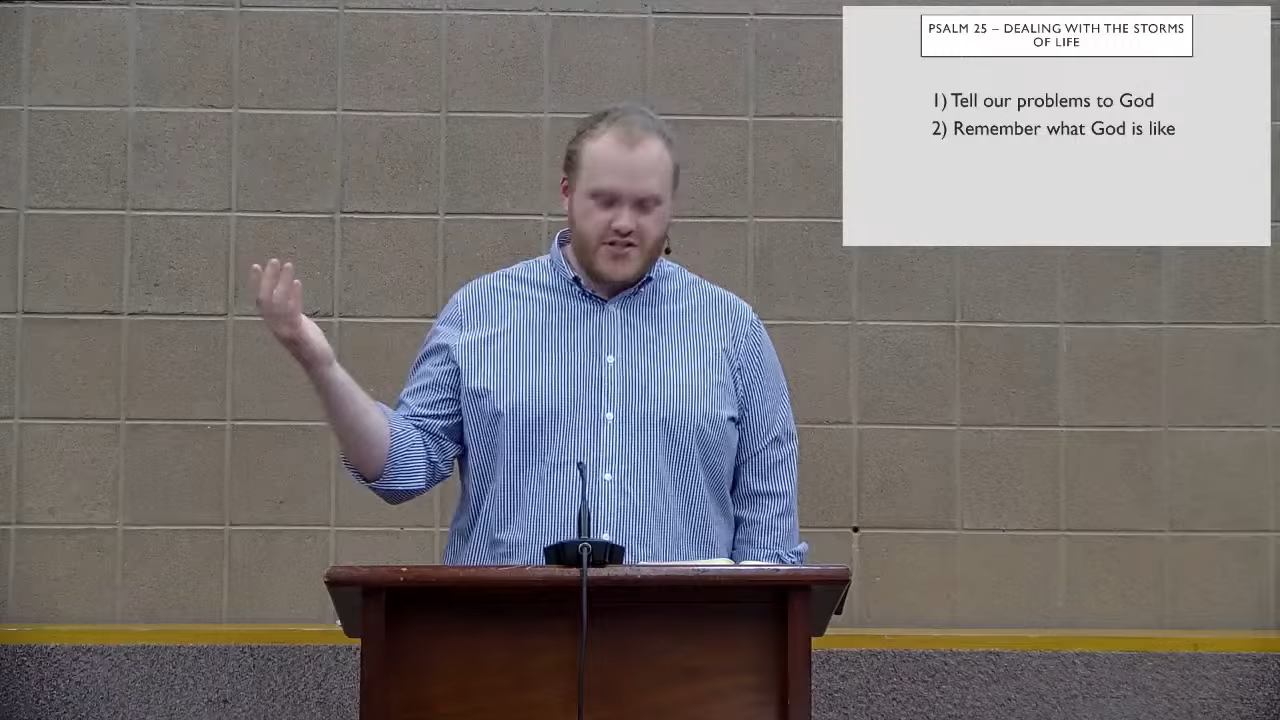 PSALM 25 – DEALING WITH THE STORMS
OF LIFE
1) Tell our problems to God
2) Remember what God is like